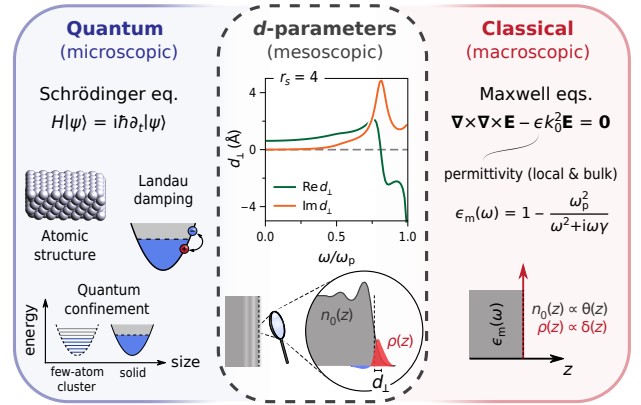 Quantum
(microscopic)
Schrödinger eq.
H|ψ⟩ = iħ∂ₜ|ψ⟩
Atomic
structure
Landau
damping
−
+
Quantum
confinement
energy
few-atom
cluster
solid
size
d-parameters
(mesoscopic)
rₛ = 4
4
0
−4
d⊥ (Å)
Re d⊥
Im d⊥
0.0
0.5
1.0
ω/ωₚ
n₀(z)
ρ(z)
d⊥
Classical
(macroscopic)
Maxwell eqs.
∇×∇×E − ϵk₀²E = 0
permittivity (local & bulk)
ϵₘ(ω) = 1 − ωₚ²/(ω²+iωγ)
ϵₘ(ω)
n₀(z) ∝ θ(z)
ρ(z) ∝ δ(z)
z